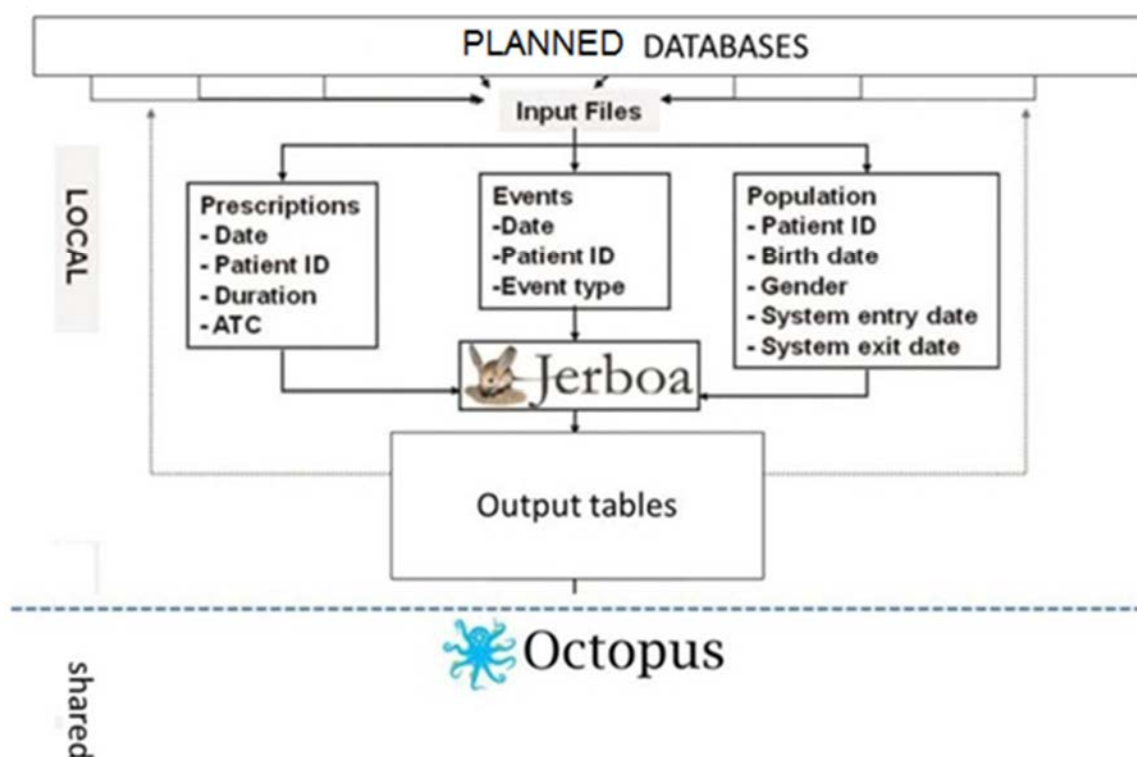 PLANNED DATABASES
Input Files
LOCAL
Prescriptions
- Date
- Patient ID
- Duration
- ATC
Events
-Date
-Patient ID
-Event type
Population
- Patient ID
- Birth date
- Gender
- System entry date
- System exit date
Jerboa
Output tables
Octopus
shared